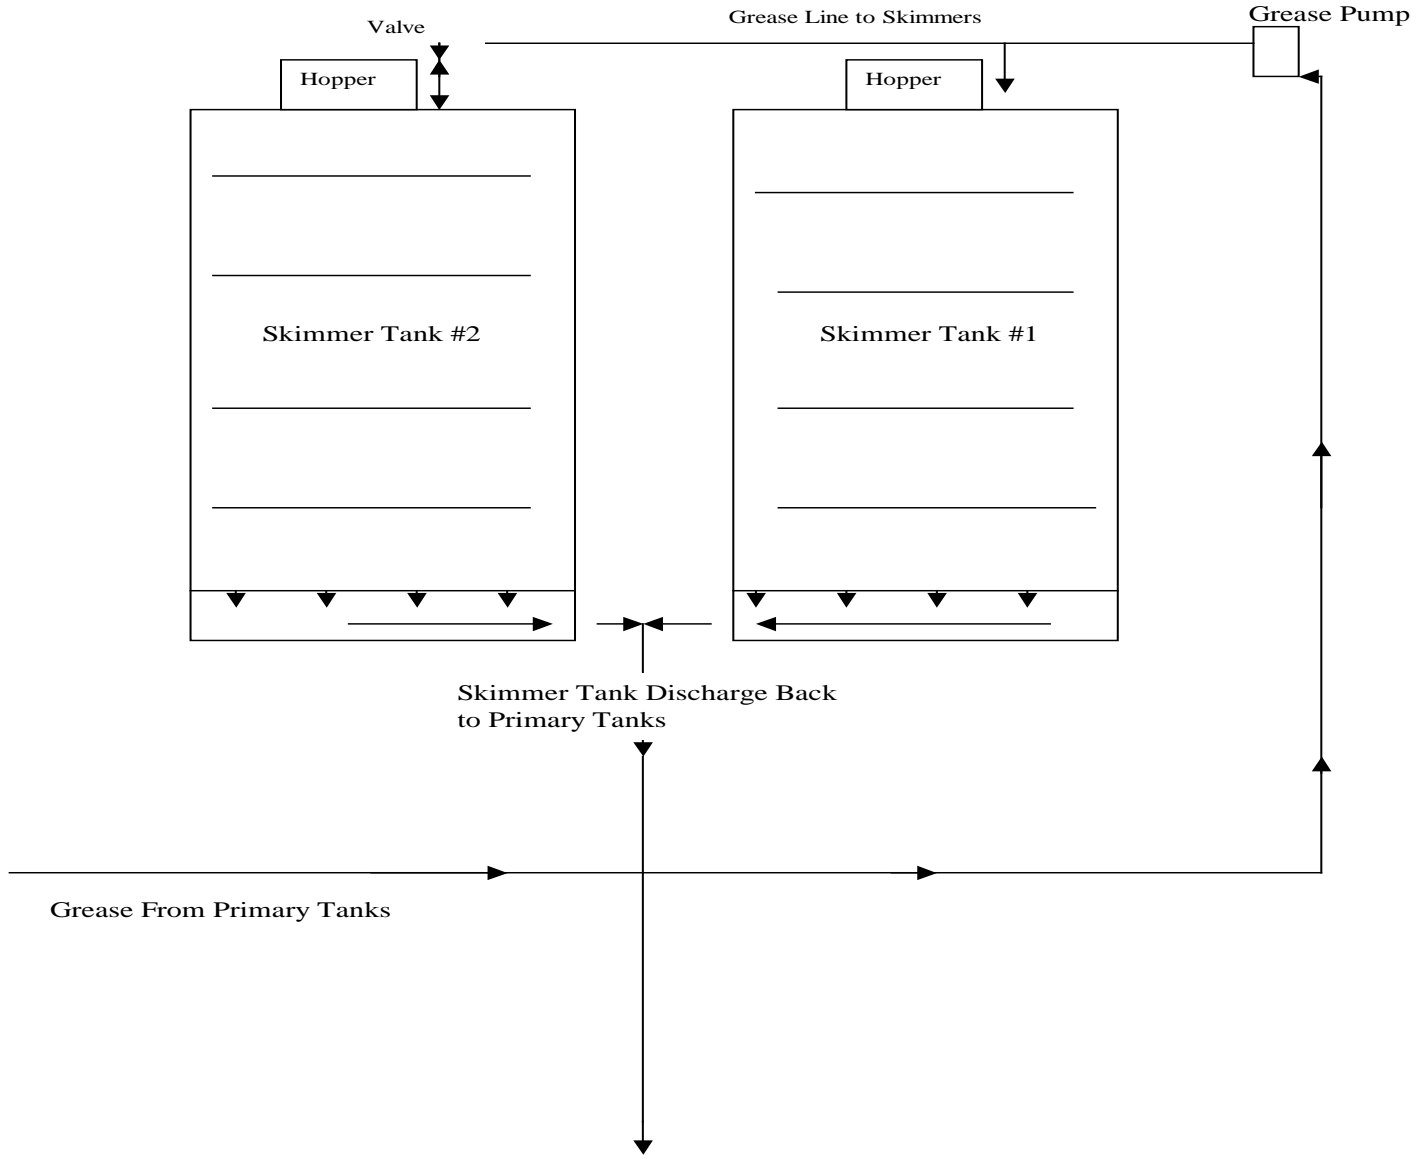 Grease Pump
Grease Line to Skimmers
Valve
Hopper
Hopper
Skimmer Tank #2
Skimmer Tank #1
Skimmer Tank Discharge Back
to Primary Tanks
Grease From Primary Tanks